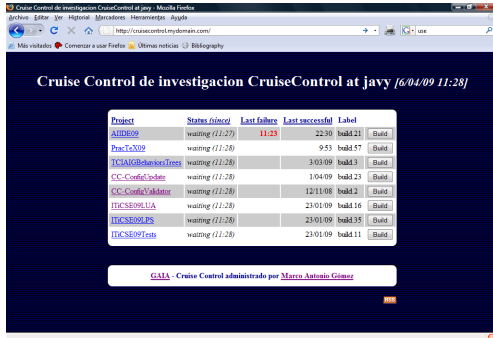 Cruise Control de investigacion CruiseControl at javy - Mozilla Firefox
Archivo Editar Ver Historial Marcadores Herramientas Ayuda
http://cruisecontrol.mydomain.com/
use
Más visitados Comenzar a usar Firefox Últimas noticias Bibliography
Cruise Control de investigacion CruiseControl at javy [6/04/09 11:28]
Project Status (since) Last failure Last successful Label
AIIDE09 waiting (11:27) 11:23 22:30 build.21 Build
PracTeX09 waiting (11:28) 9:53 build.57 Build
TCIAIGBehaviorsTrees waiting (11:28) 3/03/09 build.3 Build
CC-ConfigUpdate waiting (11:28) 1/04/09 build.23 Build
CC-ConfigValidator waiting (11:28) 12/11/08 build.2 Build
ITiCSE09LUA waiting (11:28) 23/01/09 build.16 Build
ITiCSE09LPS waiting (11:28) 23/01/09 build.35 Build
ITiCSE09Tests waiting (11:28) 23/01/09 build.11 Build
GAIA - Cruise Control administrado por Marco Antonio Gómez
RSS